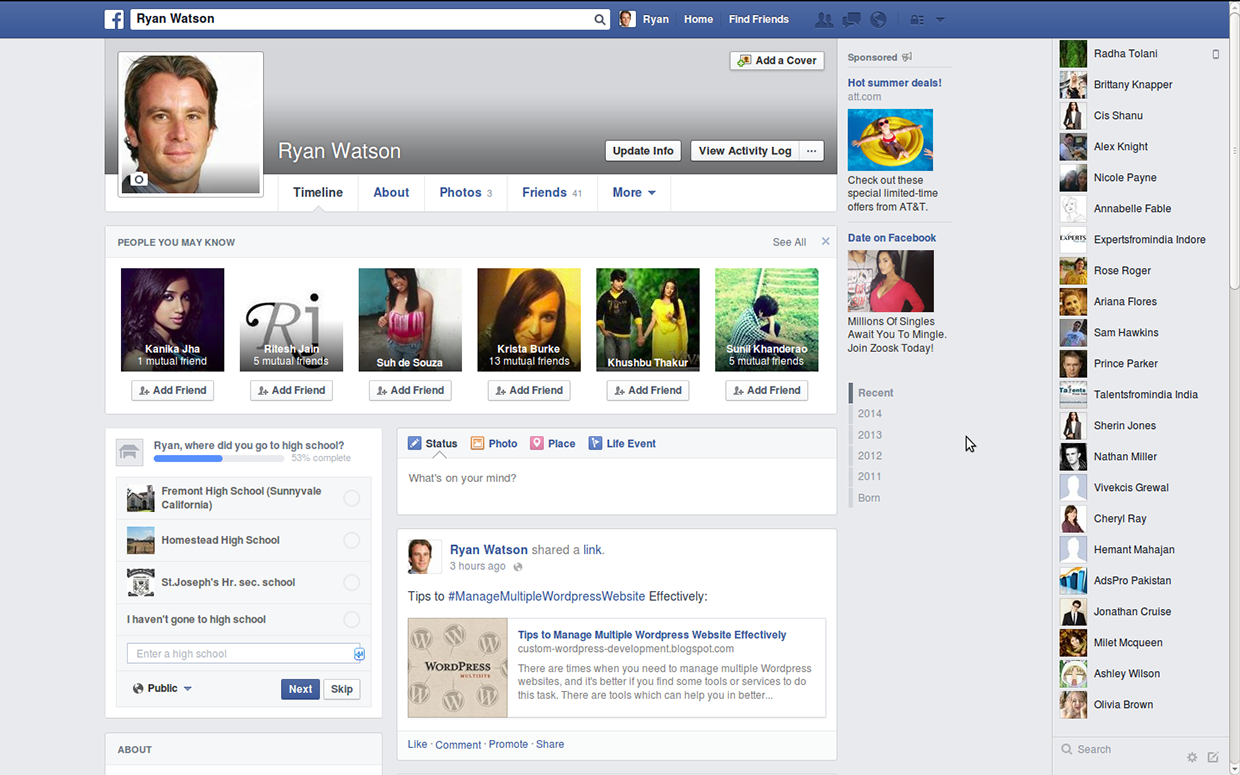 Ryan Watson
Ryan
Home
Find Friends
Add a Cover
Ryan Watson
Update Info
View Activity Log
...
Timeline
About
Photos 3
Friends 41
More
PEOPLE YOU MAY KNOW
See All
Kanika Jha
1 mutual friend
Add Friend
Ritesh Jain
5 mutual friends
Add Friend
Suh de Souza
Add Friend
Krista Burke
13 mutual friends
Add Friend
Khushbu Thakur
Add Friend
Sunil Khanderao
5 mutual friends
Add Friend
Ryan, where did you go to high school?
53% complete
Fremont High School (Sunnyvale
California)
Homestead High School
St.Joseph's Hr. sec. school
I haven't gone to high school
Enter a high school
Public
Next
Skip
ABOUT
Status
Photo
Place
Life Event
What's on your mind?
Ryan Watson shared a link.
3 hours ago
Tips to #ManageMultipleWordpressWebsite Effectively:
WORDPRESS
MULTISITE
Tips to Manage Multiple Wordpress Website Effectively
custom-wordpress-development.blogspot.com
There are times when you need to manage multiple Wordpress
websites, and it's better if you find some tools or services to do
this task. There are tools which can help you in better...
Like · Comment · Promote · Share
Sponsored
Hot summer deals!
att.com
Check out these
special limited-time
offers from AT&T.
Date on Facebook
Millions Of Singles
Await You To Mingle.
Join Zoosk Today!
Recent
2014
2013
2012
2011
Born
Radha Tolani
Brittany Knapper
Cis Shanu
Alex Knight
Nicole Payne
Annabelle Fable
EXPERTS
Expertsfromindia Indore
Rose Roger
Ariana Flores
Sam Hawkins
Prince Parker
Talents
Talentsfromindia India
Sherin Jones
Nathan Miller
Vivekcis Grewal
Cheryl Ray
Hemant Mahajan
AdsPro Pakistan
Jonathan Cruise
Milet Mcqueen
Ashley Wilson
Olivia Brown
Search